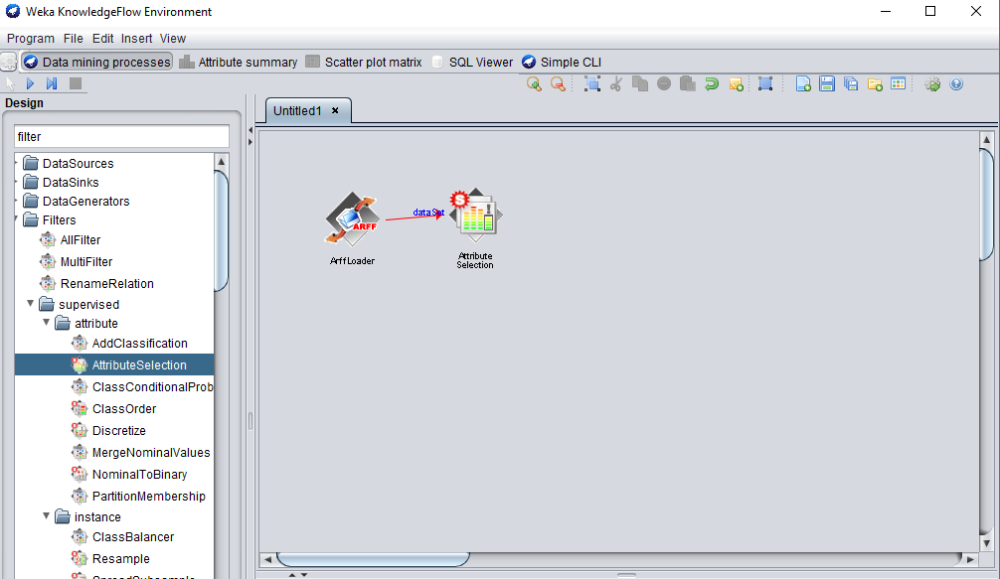 Weka KnowledgeFlow Environment
Program File Edit Insert View
Data mining processes Attribute summary Scatter plot matrix SQL Viewer Simple CLI
Design
Untitled1
filter
DataSources
DataSinks
DataGenerators
Filters
AllFilter
MultiFilter
RenameRelation
supervised
attribute
AddClassification
AttributeSelection
ClassConditionalProb
ClassOrder
Discretize
MergeNominalValues
NominalToBinary
PartitionMembership
instance
ClassBalancer
Resample
SpreadSubsample
ARFF
ArffLoader
dataSet
S
Attribute
Selection